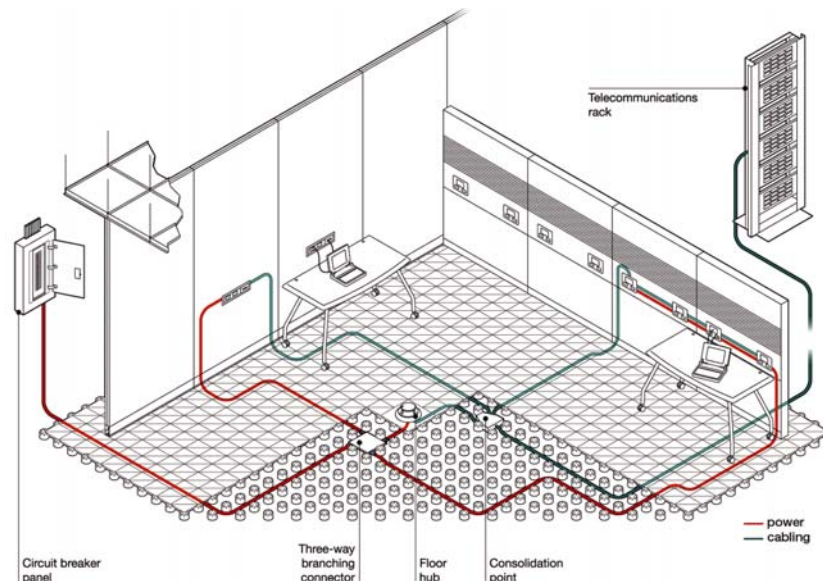 Telecommunications
rack
power
cabling
Circuit breaker
panel
Three-way
branching
connector
Floor
hub
Consolidation
point